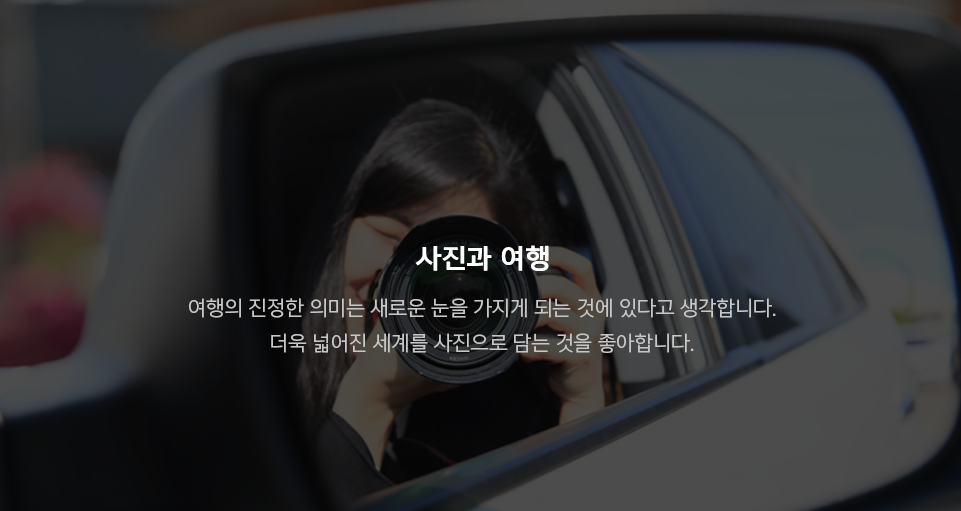 사진과 여행
여행의 진정한 의미는 새로운 눈을 가지게 되는 것에 있다고 생각합니다.
더욱 넓어진 세계를 사진으로 담는 것을 좋아합니다.